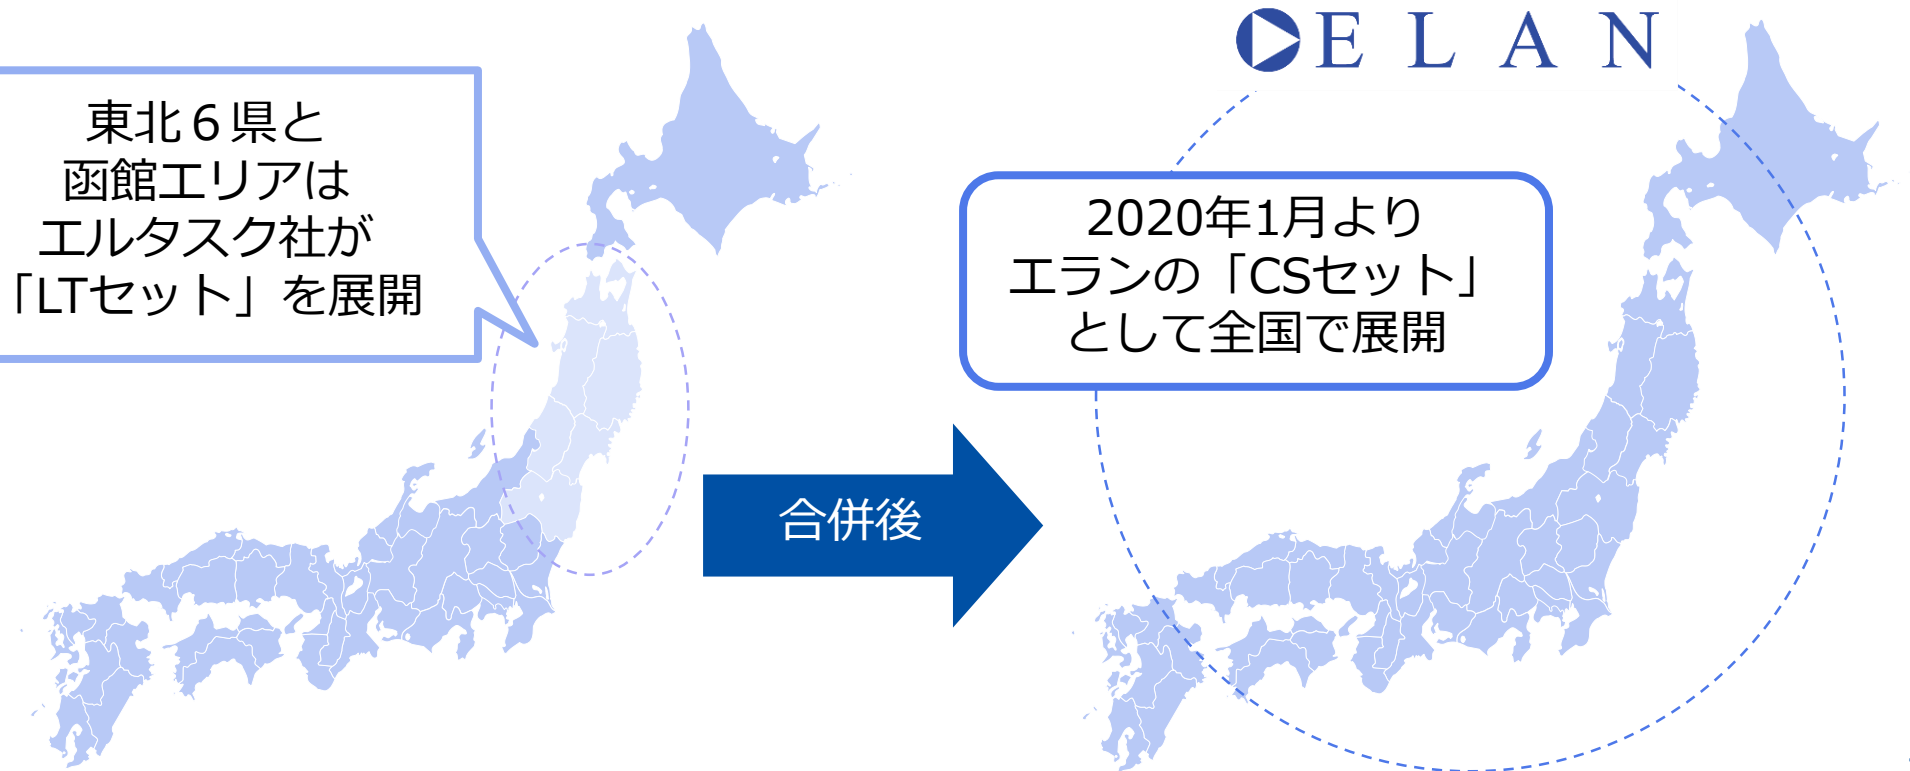 東北６県と
函館エリアは
エルタスク社が
「LTセット」を展開
合併後
ELAN
2020年1月より
エランの「CSセット」
として全国で展開